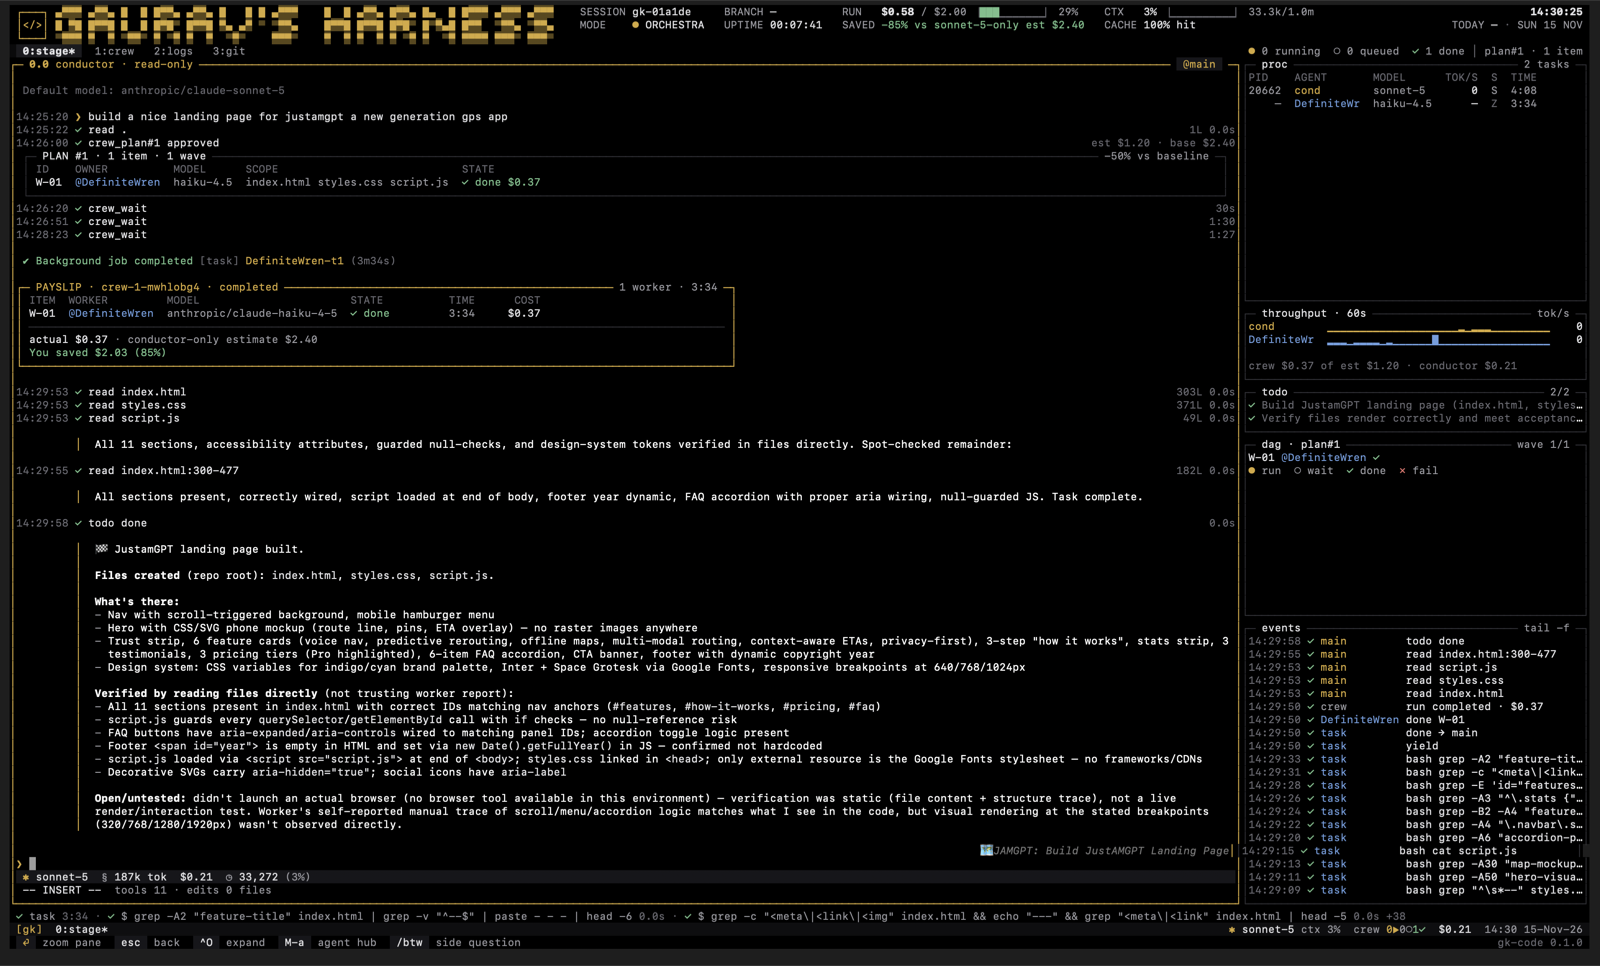 </> GAURAV'S HARNESS
SESSION gk-01a1de BRANCH — RUN $0.58 / $2.00 29% CTX 3% 33.3k/1.0m 14:30:25
MODE ● ORCHESTRA UPTIME 00:07:41 SAVED -85% vs sonnet-5-only est $2.40 CACHE 100% hit TODAY — · SUN 15 NOV
0:stage* 1:crew 2:logs 3:git ● 0 running ○ 0 queued ✓ 1 done │ plan#1 · 1 item
0.0 conductor · read-only @main
Default model: anthropic/claude-sonnet-5
14:25:20 ❯ build a nice landing page for justamgpt a new generation gps app
14:25:22 ✓ read . 1L 0.0s
14:26:00 ✓ crew_plan#1 approved est $1.20 · base $2.40
PLAN #1 · 1 item · 1 wave -50% vs baseline
ID OWNER MODEL SCOPE STATE
W-01 @DefiniteWren haiku-4.5 index.html styles.css script.js ✓ done $0.37
14:26:20 ✓ crew_wait 30s
14:26:51 ✓ crew_wait 1:30
14:28:23 ✓ crew_wait 1:27
✔ Background job completed [task] DefiniteWren-t1 (3m34s)
PAYSLIP · crew-1-mwhlobg4 · completed 1 worker · 3:34
ITEM WORKER MODEL STATE TIME COST
W-01 @DefiniteWren anthropic/claude-haiku-4-5 ✓ done 3:34 $0.37
actual $0.37 · conductor-only estimate $2.40
You saved $2.03 (85%)
14:29:53 ✓ read index.html 303L 0.0s
14:29:53 ✓ read styles.css 371L 0.0s
14:29:53 ✓ read script.js 49L 0.0s
All 11 sections, accessibility attributes, guarded null-checks, and design-system tokens verified in files directly. Spot-checked remainder:
14:29:55 ✓ read index.html:300-477 182L 0.0s
All sections present, correctly wired, script loaded at end of body, footer year dynamic, FAQ accordion with proper aria wiring, null-guarded JS. Task complete.
14:29:58 ✓ todo done 0.0s
🏁 JustamGPT landing page built.
Files created (repo root): index.html, styles.css, script.js.
What's there:
- Nav with scroll-triggered background, mobile hamburger menu
- Hero with CSS/SVG phone mockup (route line, pins, ETA overlay) — no raster images anywhere
- Trust strip, 6 feature cards (voice nav, predictive rerouting, offline maps, multi-modal routing, context-aware ETAs, privacy-first), 3-step "how it works", stats strip, 3
testimonials, 3 pricing tiers (Pro highlighted), 6-item FAQ accordion, CTA banner, footer with dynamic copyright year
- Design system: CSS variables for indigo/cyan brand palette, Inter + Space Grotesk via Google Fonts, responsive breakpoints at 640/768/1024px
Verified by reading files directly (not trusting worker report):
- All 11 sections present in index.html with correct IDs matching nav anchors (#features, #how-it-works, #pricing, #faq)
- script.js guards every querySelector/getElementById call with if checks — no null-reference risk
- FAQ buttons have aria-expanded/aria-controls wired to matching panel IDs; accordion toggle logic present
- Footer <span id="year"> is empty in HTML and set via new Date().getFullYear() in JS — confirmed not hardcoded
- script.js loaded via <script src="script.js"> at end of <body>; styles.css linked in <head>; only external resource is the Google Fonts stylesheet — no frameworks/CDNs
- Decorative SVGs carry aria-hidden="true"; social icons have aria-label
Open/untested: didn't launch an actual browser (no browser tool available in this environment) — verification was static (file content + structure trace), not a live
render/interaction test. Worker's self-reported manual trace of scroll/menu/accordion logic matches what I see in the code, but visual rendering at the stated breakpoints
(320/768/1280/1920px) wasn't observed directly.
🗺️JAMGPT: Build JustAMGPT Landing Page
❯
✱ sonnet-5 § 187k tok $0.21 ◷ 33,272 (3%)
-- INSERT -- tools 11 · edits 0 files
proc 2 tasks
PID AGENT MODEL TOK/S S TIME
20662 cond sonnet-5 0 S 4:08
— DefiniteWr haiku-4.5 — Z 3:34
throughput · 60s tok/s
cond 0
DefiniteWr 0
crew $0.37 of est $1.20 · conductor $0.21
todo 2/2
✓ Build JustamGPT landing page (index.html, styles…
✓ Verify files render correctly and meet acceptanc…
dag · plan#1 wave 1/1
W-01 @DefiniteWren ✓
● run ○ wait ✓ done × fail
events tail -f
14:29:58 ✓ main todo done
14:29:55 ✓ main read index.html:300-477
14:29:53 ✓ main read script.js
14:29:53 ✓ main read styles.css
14:29:53 ✓ main read index.html
14:29:50 ✓ crew run completed · $0.37
14:29:50 ✓ DefiniteWren done W-01
14:29:50 ✓ task done → main
14:29:50 ✓ task yield
14:29:33 ✓ task bash grep -A2 "feature-tit…
14:29:31 ✓ task bash grep -c "<meta\|<link…
14:29:28 ✓ task bash grep -E 'id="features…
14:29:26 ✓ task bash grep -A3 "^\.stats {"…
14:29:24 ✓ task bash grep -B2 -A4 "feature…
14:29:22 ✓ task bash grep -A4 "\.navbar\.s…
14:29:20 ✓ task bash grep -A6 "accordion-p…
14:29:15 ✓ task bash cat script.js
14:29:13 ✓ task bash grep -A30 "map-mockup…
14:29:11 ✓ task bash grep -A50 "hero-visua…
14:29:09 ✓ task bash grep "^\s*--" styles.…
✓ task 3:34 · ✓ $ grep -A2 "feature-title" index.html | grep -v "^--$" | paste - - - | head -6 0.0s · ✓ $ grep -c "<meta\|<link\|<img" index.html && echo "---" && grep "<meta\|<link" index.html | head -5 0.0s +38
[gk] 0:stage* ✱ sonnet-5 ctx 3% crew 0▶0○1✓ $0.21 14:30 15-Nov-26
zoom pane esc back ^O expand M-a agent hub /btw side question gk-code 0.1.0